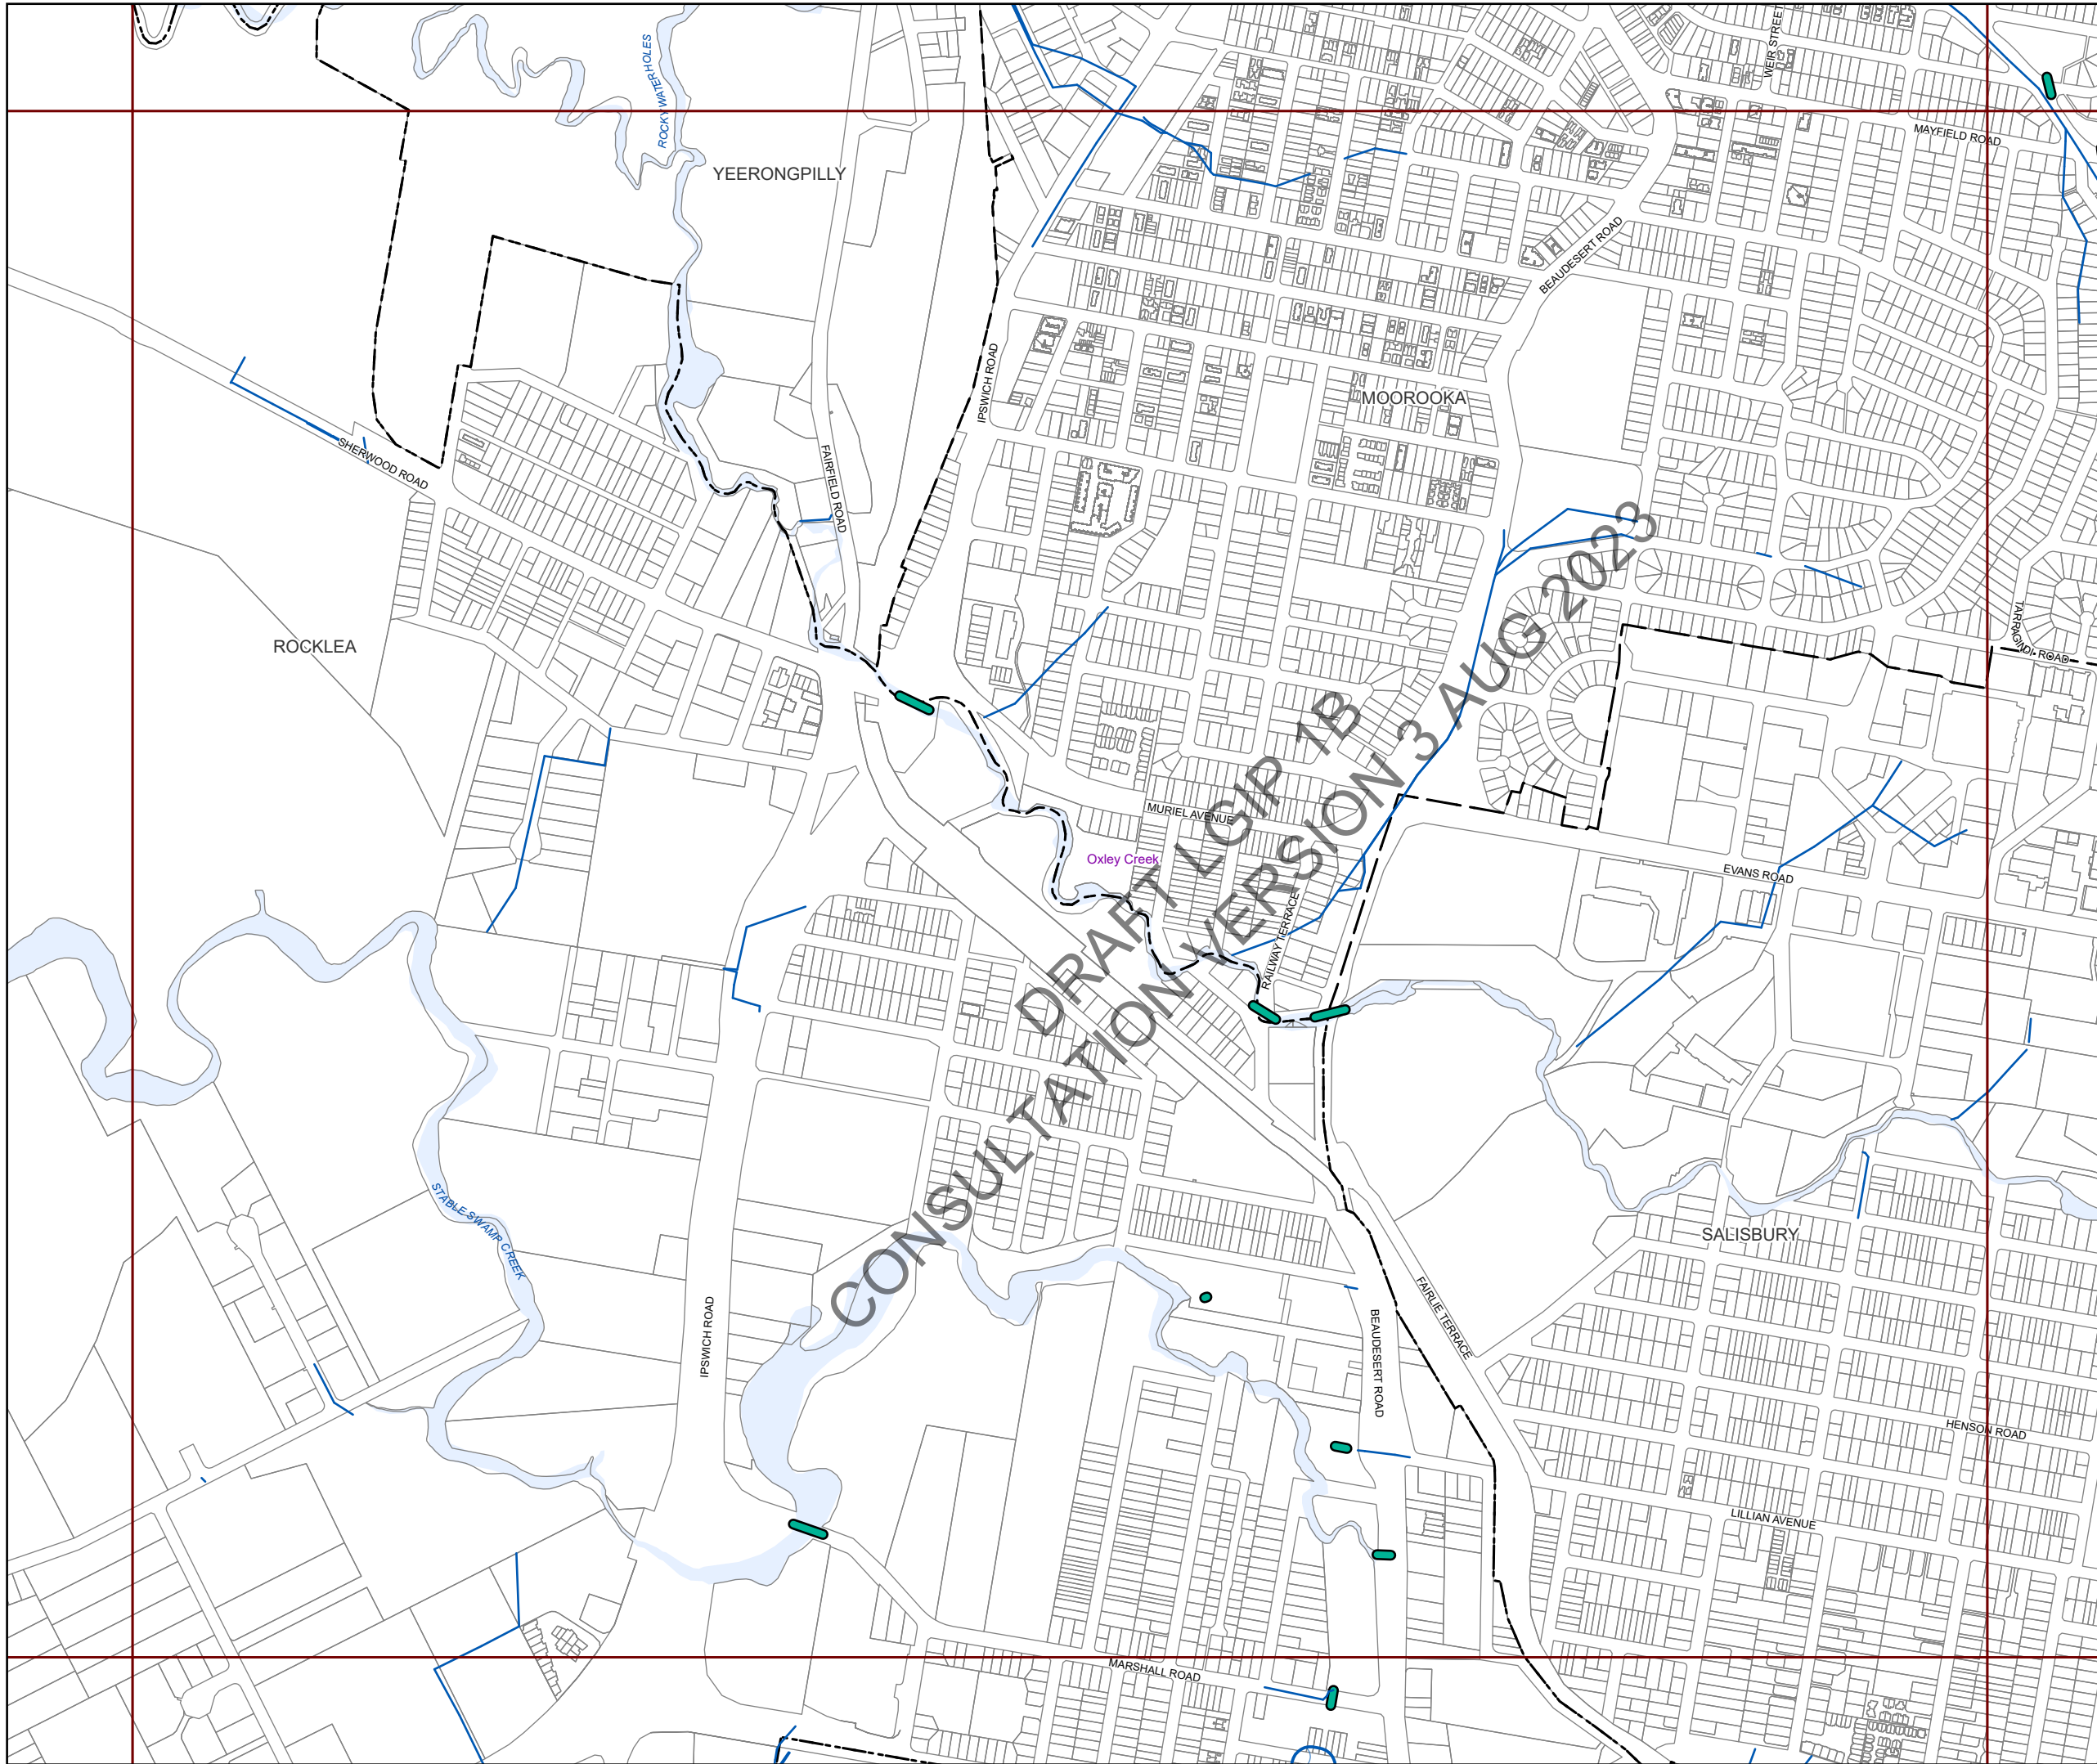 WEIR STREET
ROCKY WATERHOLES
MAYFIELD ROAD
YEERONGPILLY
BEAUDESERT ROAD
IPSWICH ROAD
MOOROOKA
SHERWOOD ROAD
FAIRFIELD ROAD
TARRAGINDI ROAD
ROCKLEA
MURIEL AVENUE
Oxley Creek
EVANS ROAD
RAILWAY TERRACE
DRAFT LGIP 1B
CONSULTATION VERSION 3 AUG 2023
STABLE SWAMP CREEK
SALISBURY
IPSWICH ROAD
BEAUDESERT ROAD
FAIRLIE TERRACE
HENSON ROAD
LILLIAN AVENUE
MARSHALL ROAD